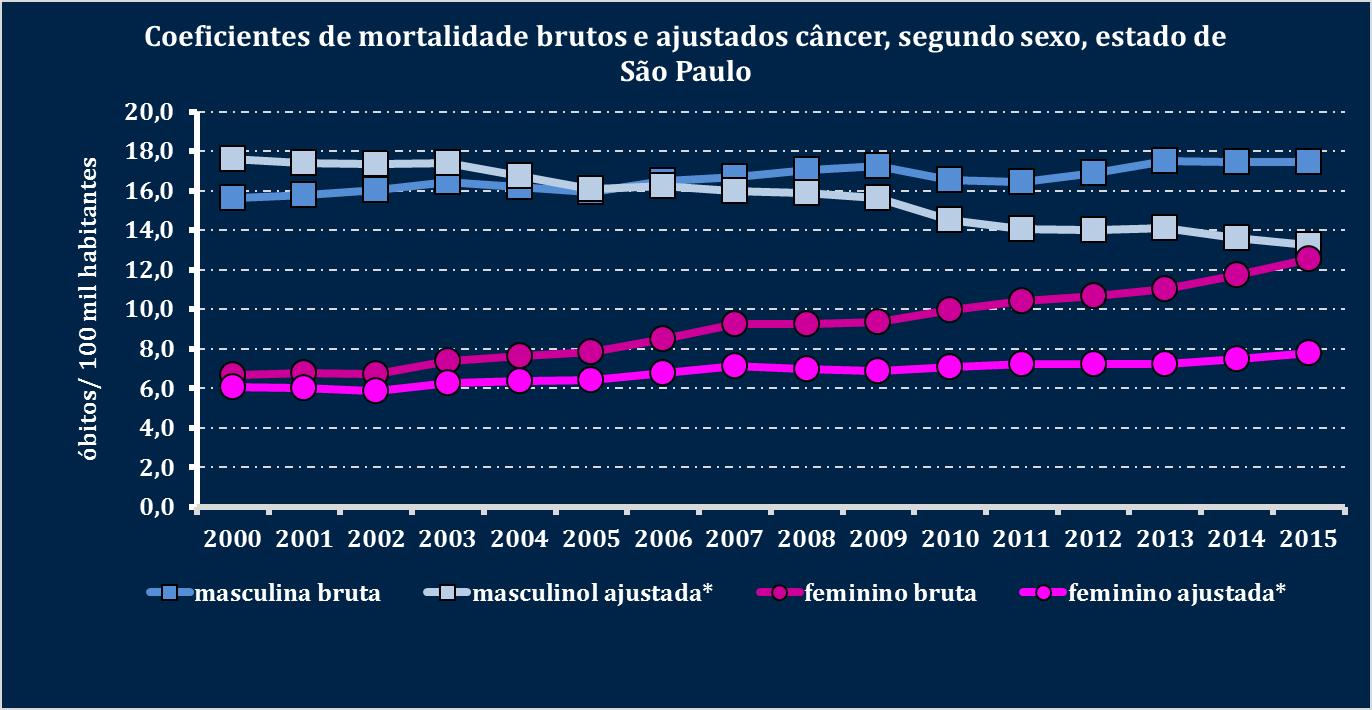 Coeficientes de mortalidade brutos e ajustados câncer, segundo sexo, estado de
São Paulo
óbitos/ 100 mil habitantes
20,0
18,0
16,0
14,0
12,0
10,0
8,0
6,0
4,0
2,0
0,0
2000 2001 2002 2003 2004 2005 2006 2007 2008 2009 2010 2011 2012 2013 2014 2015
masculina bruta masculinol ajustada* feminino bruta feminino ajustada*